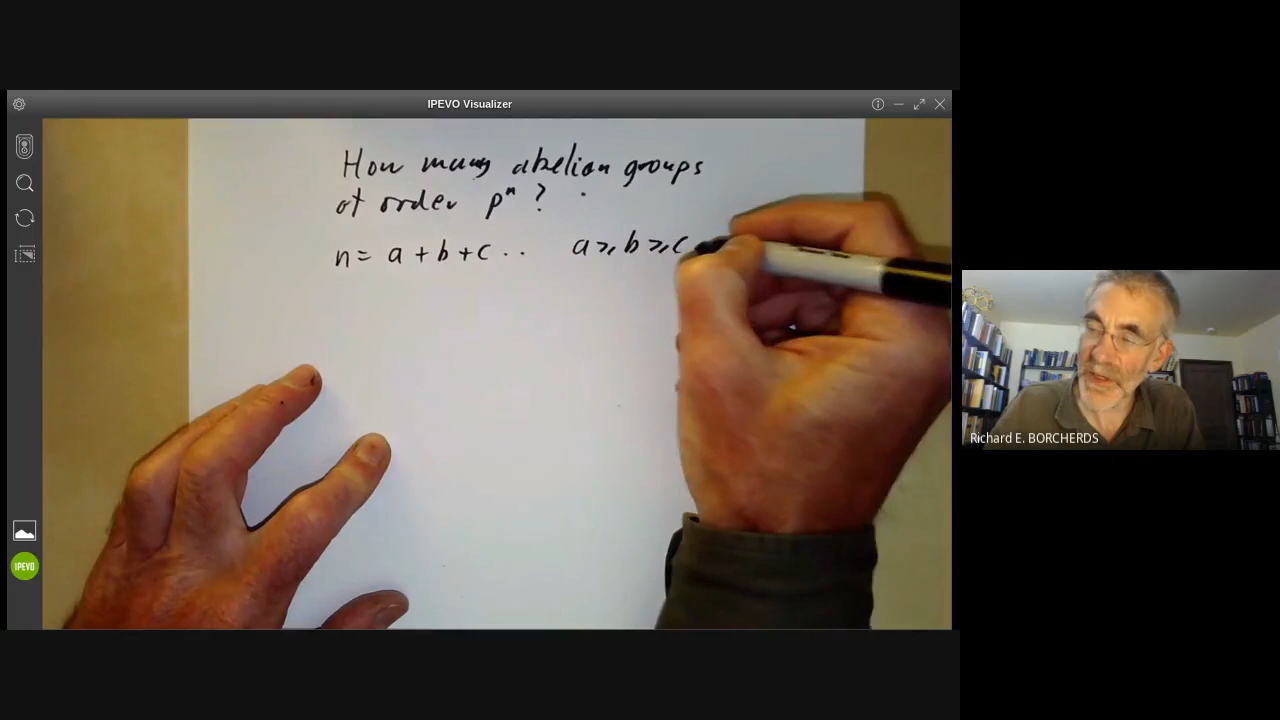 IPEVO Visualizer
How many abelian groups
of order pⁿ ?
n = a + b + c . .    a ⩾ b ⩾ c
IPEVO
Richard E. BORCHERDS